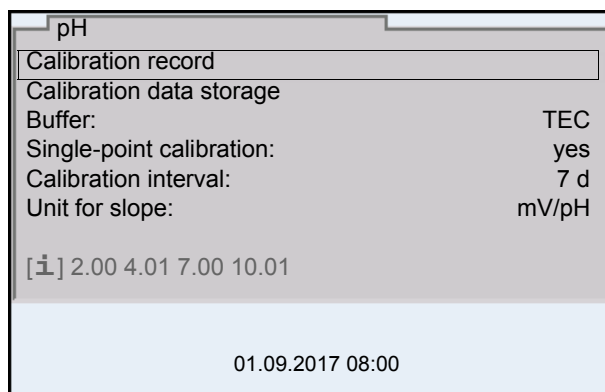 pH
Calibration record
Calibration data storage
Buffer: TEC
Single-point calibration: yes
Calibration interval: 7 d
Unit for slope: mV/pH
[i] 2.00 4.01 7.00 10.01
01.09.2017 08:00